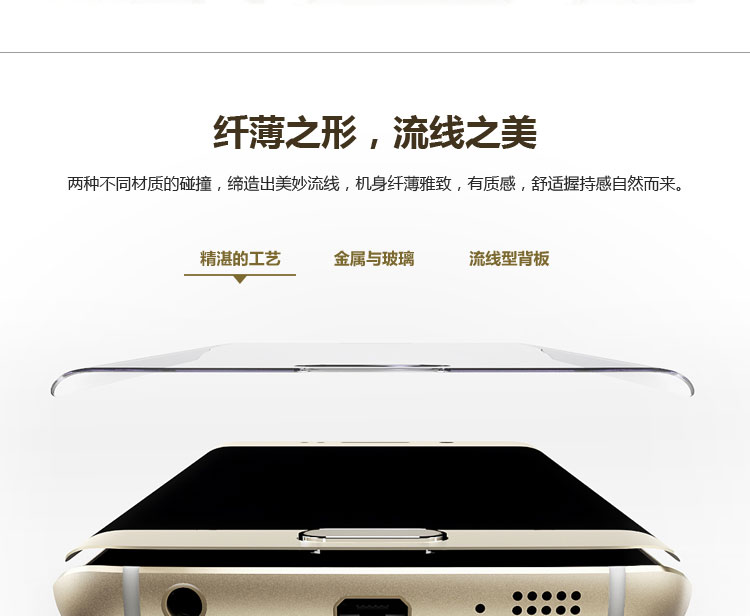 纤薄之形，流线之美
两种不同材质的碰撞，缔造出美妙流线，机身纤薄雅致，有质感，舒适握持感自然而来。
精湛的工艺 金属与玻璃 流线型背板